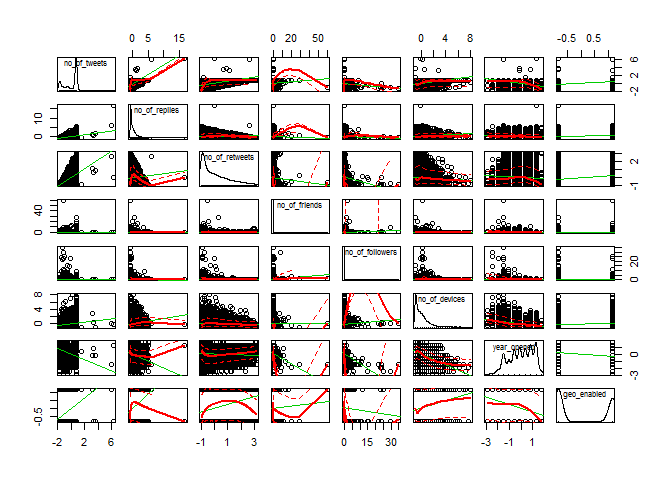 0 5 15
0 20 50
0 4 8
-0.5 0.5
no_of_tweets
-2 2 6
no_of_replies
0 10
no_of_retweets
-1 2
no_of_friends
0 40
no_of_followers
0 20
no_of_devices
0 4 8
year_opened
-3 0
geo_enabled
-0.5
-2 2 6
-1 1 3
0 15 30
-3 -1 1